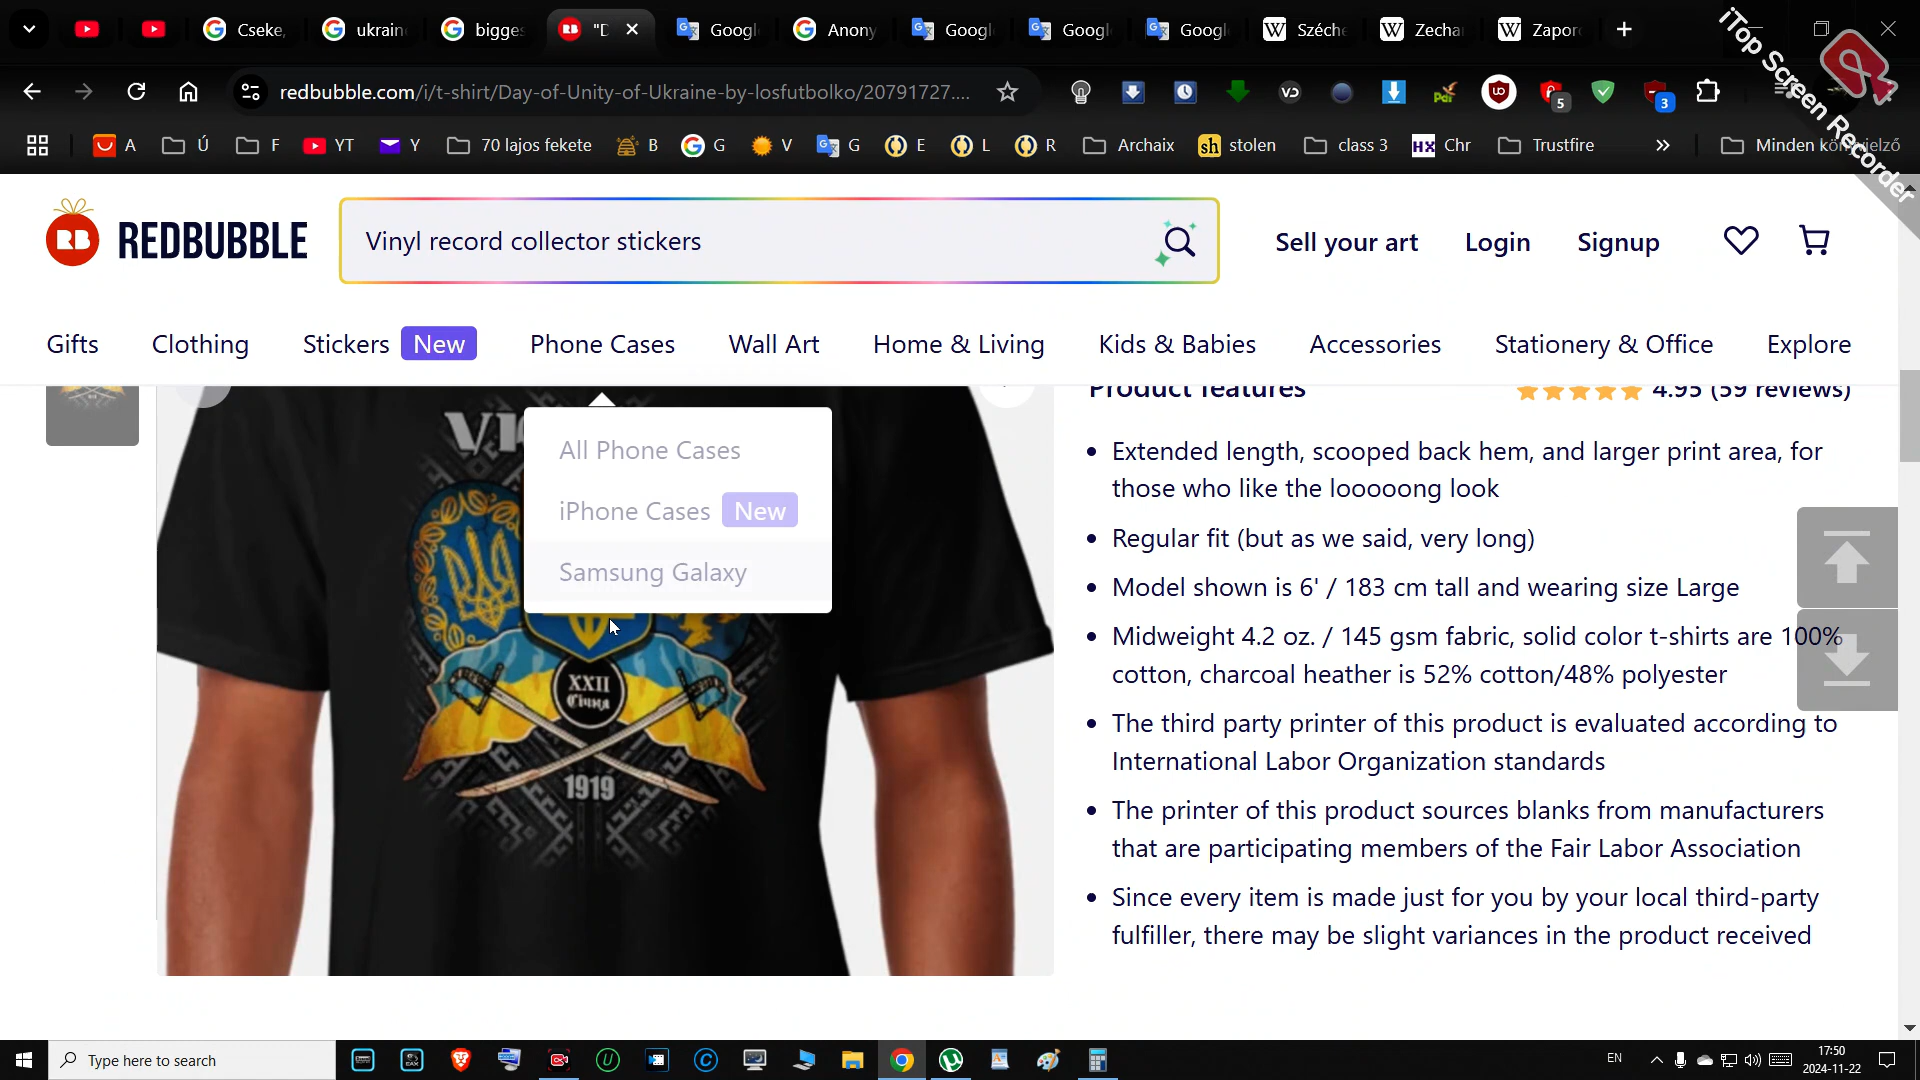 Cseke,
ukrain
bigges
"D
Googl
Anony
Googl
Googl
Googl
Széche
Zecha
Zapor
iTop Screen Recorder
redbubble.com/i/t-shirt/Day-of-Unity-of-Ukraine-by-losfutbolko/20791727....
5
3
A
Ú
F
YT
Y
70 lajos fekete
B
G
V
G
E
L
R
Archaix
stolen
class 3
Chr
Trustfire
Minden könyvjelző
RB REDBUBBLE
Vinyl record collector stickers
Sell your art
Login
Signup
Gifts
Clothing
Stickers New
Phone Cases
Wall Art
Home & Living
Kids & Babies
Accessories
Stationery & Office
Explore
Product features
4.95 (59 reviews)
All Phone Cases
iPhone Cases New
Samsung Galaxy
XXII
Січня
1919
• Extended length, scooped back hem, and larger print area, for
those who like the looooong look
• Regular fit (but as we said, very long)
• Model shown is 6' / 183 cm tall and wearing size Large
• Midweight 4.2 oz. / 145 gsm fabric, solid color t-shirts are 100%
cotton, charcoal heather is 52% cotton/48% polyester
• The third party printer of this product is evaluated according to
International Labor Organization standards
• The printer of this product sources blanks from manufacturers
that are participating members of the Fair Labor Association
• Since every item is made just for you by your local third-party
fulfiller, there may be slight variances in the product received
Type here to search
EN
17:50
2024-11-22